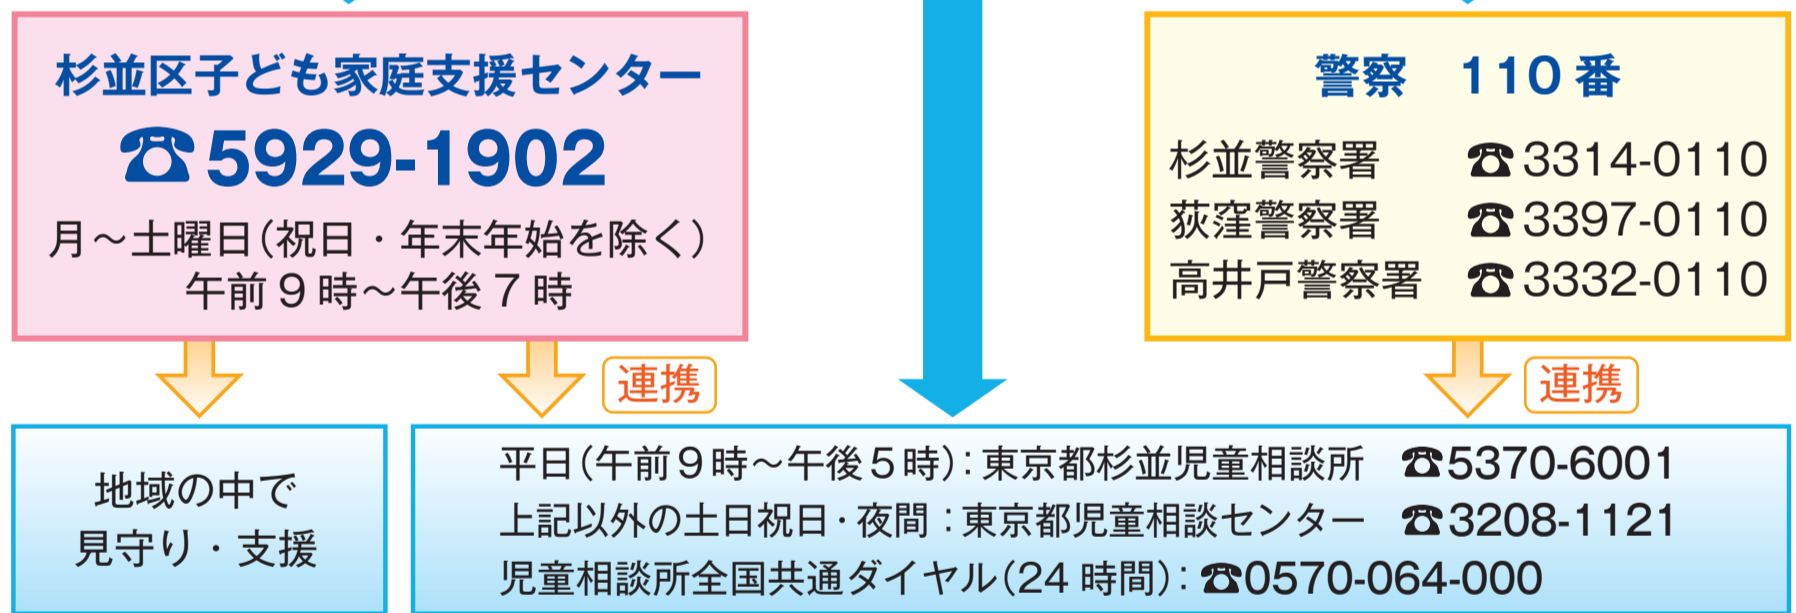 杉並区子ども家庭支援センター
☎5929-1902
月～土曜日(祝日・年末年始を除く)
午前9時～午後7時
警察　110番
杉並警察署　☎3314-0110
荻窪警察署　☎3397-0110
高井戸警察署　☎3332-0110
連携
連携
地域の中で
見守り・支援
平日(午前9時～午後5時)：東京都杉並児童相談所　☎5370-6001
上記以外の土日祝日・夜間：東京都児童相談センター　☎3208-1121
児童相談所全国共通ダイヤル(24時間)：☎0570-064-000